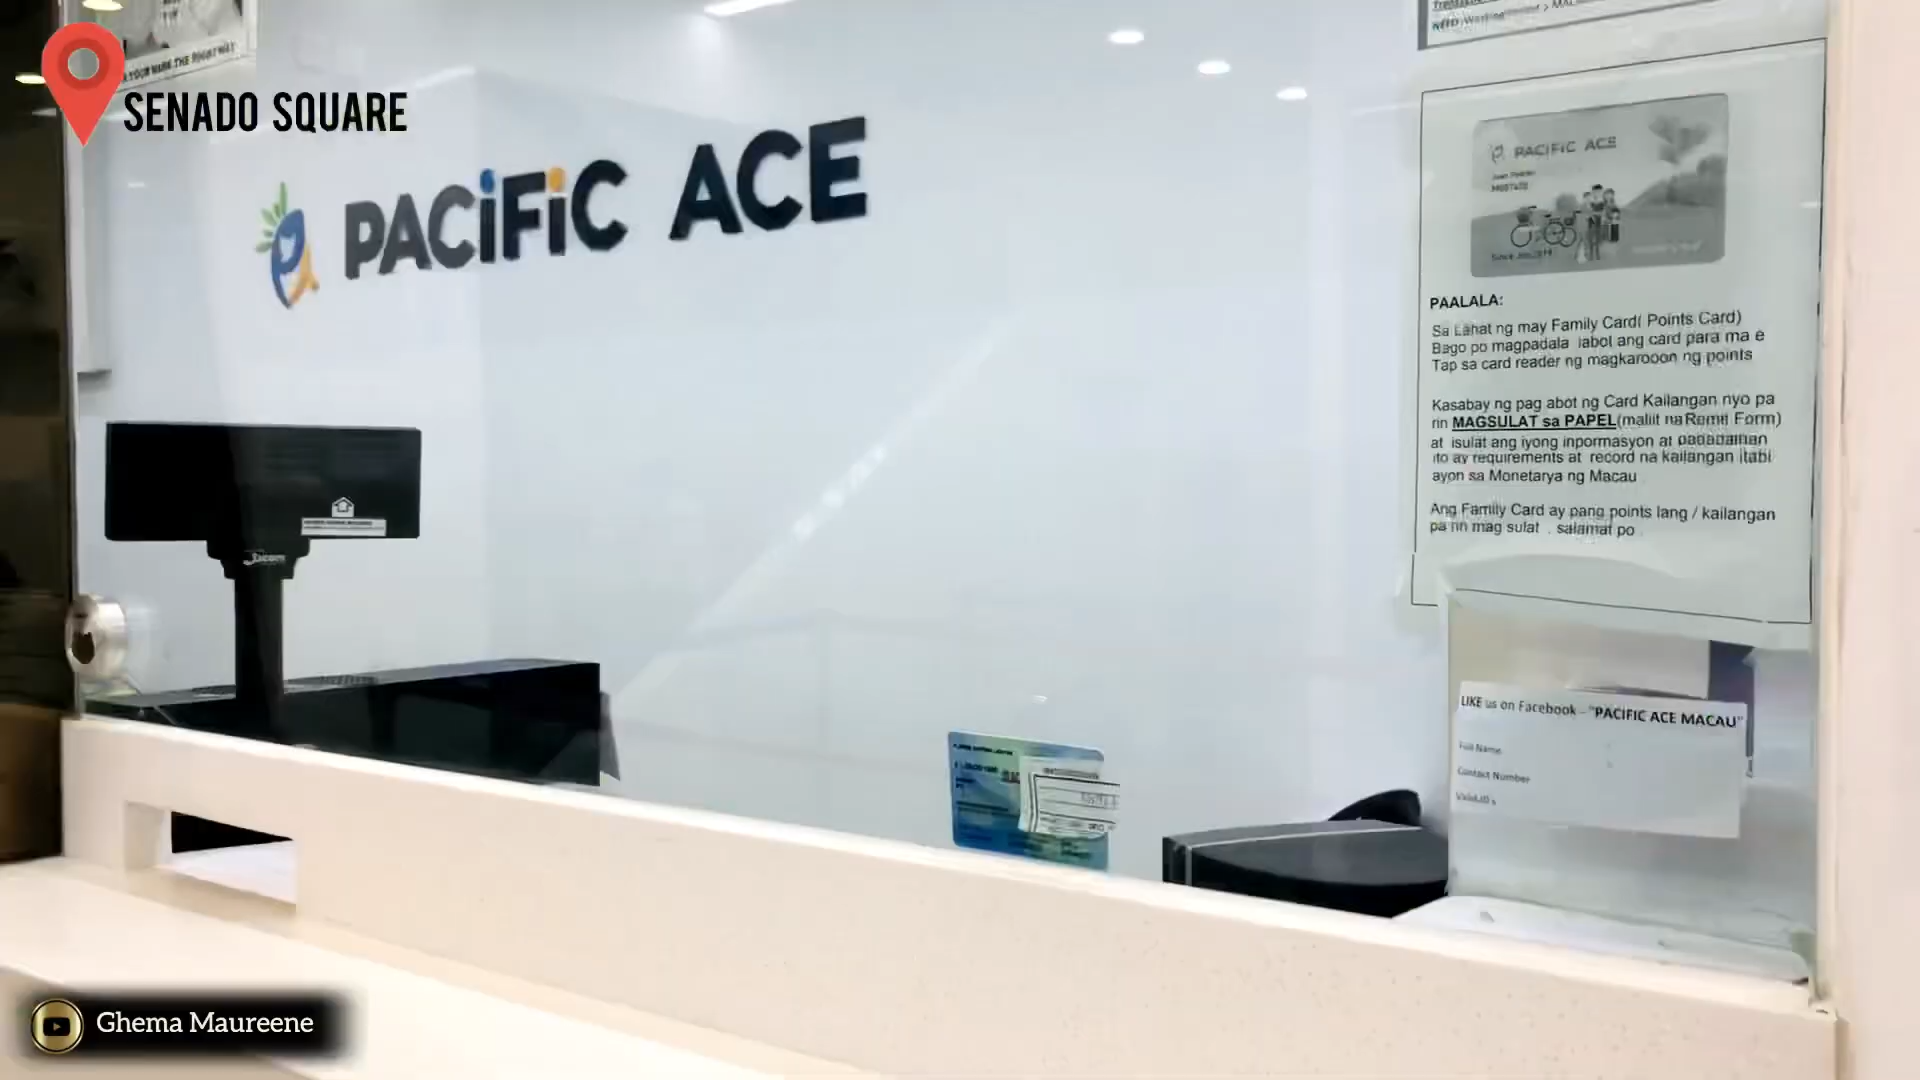 SENADO SQUARE
PACiFiC ACE
PACIFIC ACE
PAALALA:
Sa Lahat ng may Family Card( Points Card)
Bago po magpadala iabot ang card para ma e
Tap sa card reader ng magkarooon ng points
Kasabay ng pag abot ng Card Kailangan nyo pa
rin MAGSULAT sa PAPEL(maliit na Remit Form)
at isulat ang iyong inpormasyon at
ito ay requirements at record na kailangan itabi
ayon sa Monetarya ng Macau
Ang Family Card ay pang points lang / kailangan
pa rin mag sulat . salamat po
LIKE us on Facebook - "PACIFIC ACE MACAU"
Full Name
Contact Number
Valid ID's
Ghema Maureene